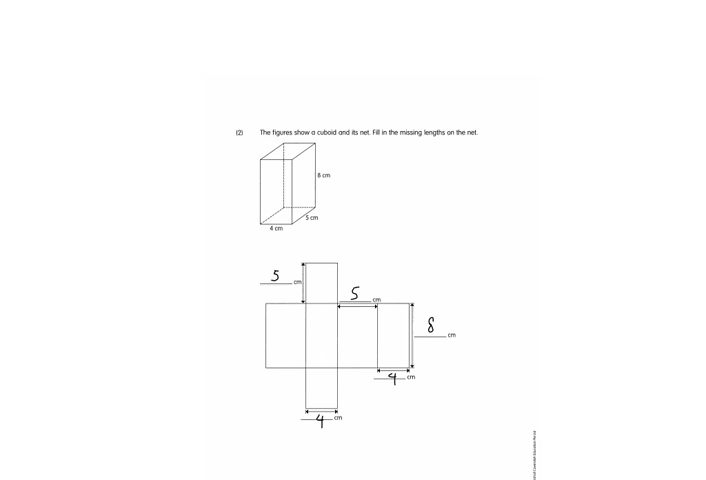 (2) The figures show a cuboid and its net. Fill in the missing lengths on the net.
8 cm
5 cm
4 cm
5 cm
5 cm
8 cm
4 cm
4 cm